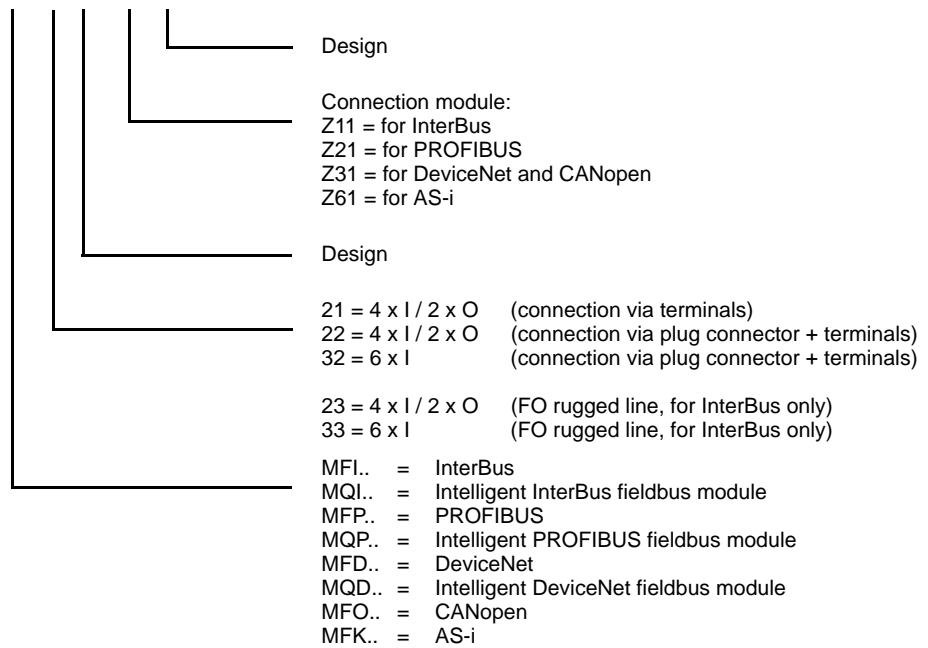 Design
Connection module:
Z11 = for InterBus
Z21 = for PROFIBUS
Z31 = for DeviceNet and CANopen
Z61 = for AS-i
Design
21 = 4 x I / 2 x O (connection via terminals)
22 = 4 x I / 2 x O (connection via plug connector + terminals)
32 = 6 x I (connection via plug connector + terminals)
23 = 4 x I / 2 x O (FO rugged line, for InterBus only)
33 = 6 x I (FO rugged line, for InterBus only)
MFI.. = InterBus
MQI.. = Intelligent InterBus fieldbus module
MFP.. = PROFIBUS
MQP.. = Intelligent PROFIBUS fieldbus module
MFD.. = DeviceNet
MQD.. = Intelligent DeviceNet fieldbus module
MFO.. = CANopen
MFK.. = AS-i